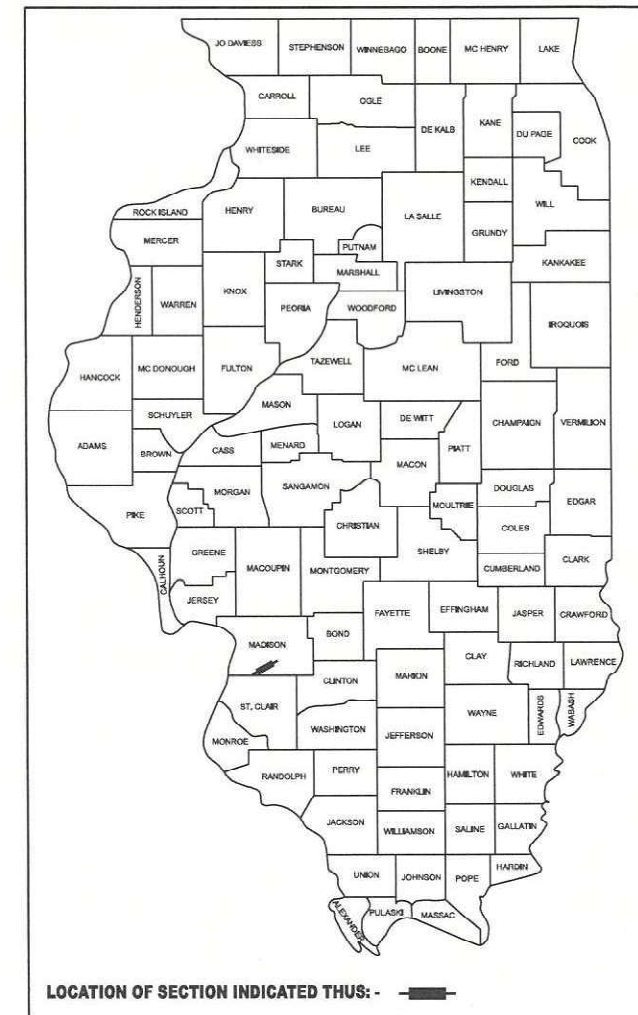 JO DAVIESS STEPHENSON WINNEBAGO BOONE MC HENRY LAKE
CARROLL OGLE DE KALB KANE DU PAGE COOK
WHITESIDE LEE
KENDALL WILL
ROCK ISLAND HENRY BUREAU LA SALLE GRUNDY
MERCER PUTNAM
STARK MARSHALL KANKAKEE
HENDERSON WARREN KNOX PEORIA WOODFORD LIVINGSTON IROQUOIS
HANCOCK MC DONOUGH FULTON TAZEWELL MC LEAN FORD
SCHUYLER MASON LOGAN DE WITT CHAMPAIGN VERMILION
ADAMS BROWN CASS MENARD PIATT
MACON
PIKE SCOTT MORGAN SANGAMON MOULTRIE DOUGLAS EDGAR
CHRISTIAN COLES
CALHOUN GREENE MACOUPIN MONTGOMERY SHELBY CUMBERLAND CLARK
JERSEY FAYETTE EFFINGHAM JASPER CRAWFORD
MADISON BOND
CLINTON MARION CLAY RICHLAND LAWRENCE
ST. CLAIR WAYNE EDWARDS WABASH
MONROE WASHINGTON JEFFERSON
RANDOLPH PERRY HAMILTON WHITE
FRANKLIN
JACKSON WILLIAMSON SALINE GALLATIN
UNION JOHNSON POPE HARDIN
ALEXANDER PULASKI MASSAC
LOCATION OF SECTION INDICATED THUS: -